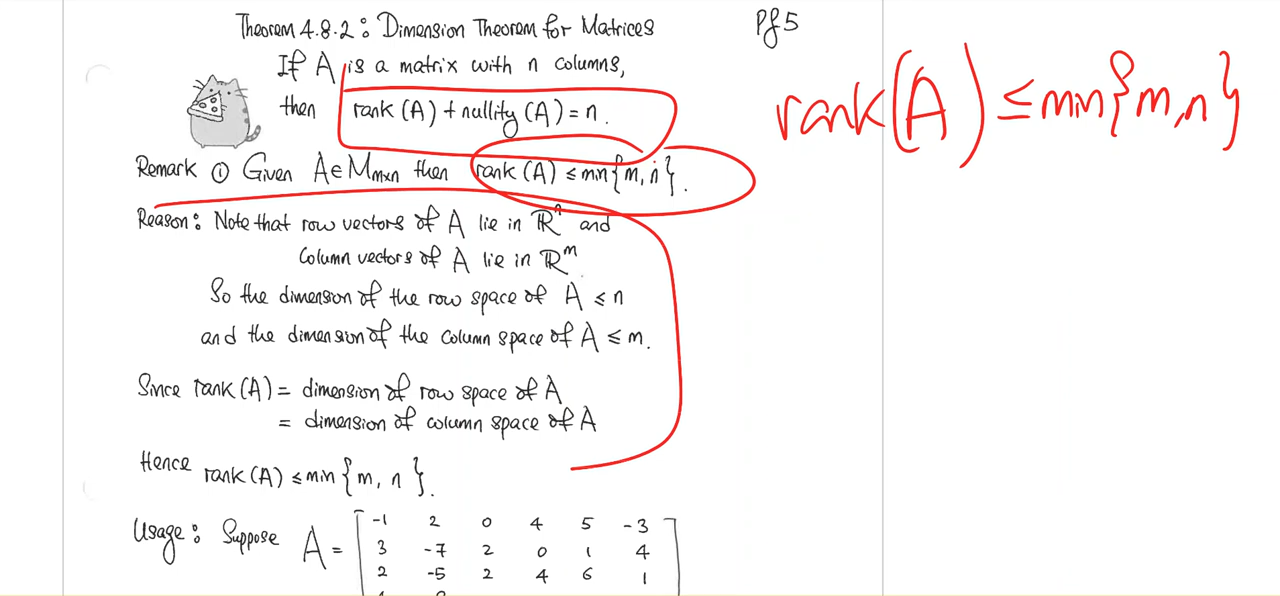 Theorem 4.8.2: Dimension Theorem for Matrices
Pg 5
If A is a matrix with n columns,
then rank(A) + nullity(A) = n.
rank(A) ≤ min{m,n}
Remark ① Given A∈Mm×n then rank(A) ≤ min{m, n}.
Reason: Note that row vectors of A lie in ℝⁿ and
Column vectors of A lie in ℝᵐ.
So the dimension of the row space of A ≤ n
and the dimension of the column space of A ≤ m.
Since rank(A) = dimension of row space of A
= dimension of column space of A
Hence rank(A) ≤ min{m, n}.
Usage: Suppose A =
-1 2 0 4 5 -3
3 -7 2 0 1 4
2 -5 2 4 6 1